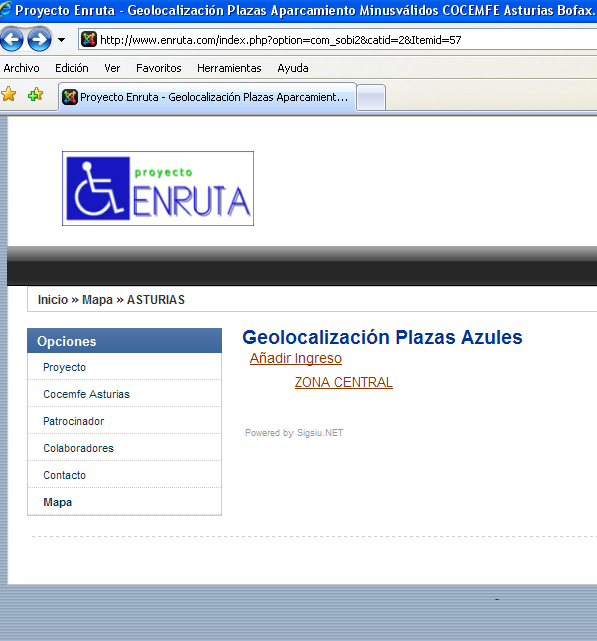 Proyecto Enruta - Geolocalización Plazas Aparcamiento Minusválidos COCEMFE Asturias Bofax.
http://www.enruta.com/index.php?option=com_sobi2&catid=2&Itemid=57
Archivo Edición Ver Favoritos Herramientas Ayuda
Proyecto Enruta - Geolocalización Plazas Aparcamient...
proyecto
ENRUTA
Inicio » Mapa » ASTURIAS
Opciones
Proyecto
Cocemfe Asturias
Patrocinador
Colaboradores
Contacto
Mapa
Geolocalización Plazas Azules
Añadir Ingreso
ZONA CENTRAL
Powered by Sigsiu.NET